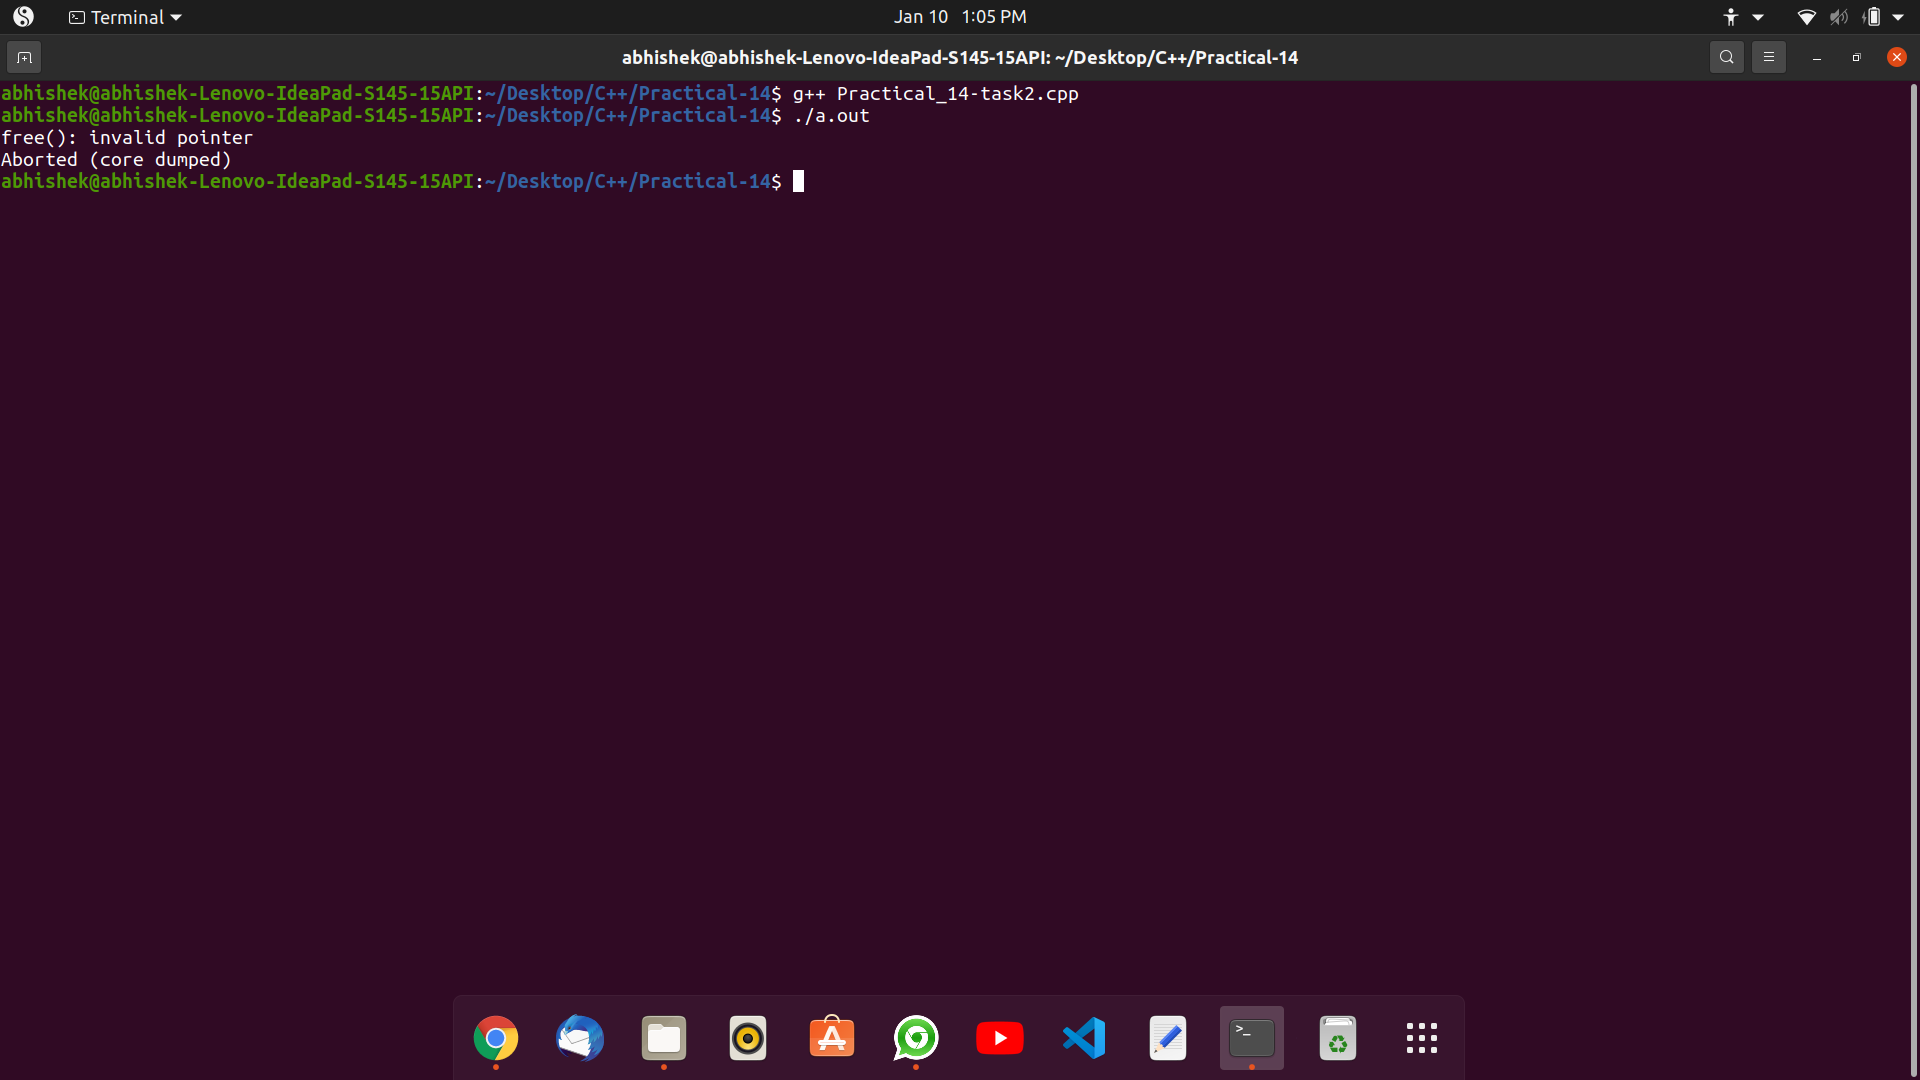 Terminal
Jan 10 1:05 PM
abhishek@abhishek-Lenovo-IdeaPad-S145-15API: ~/Desktop/C++/Practical-14
abhishek@abhishek-Lenovo-IdeaPad-S145-15API:~/Desktop/C++/Practical-14$ g++ Practical_14-task2.cpp
abhishek@abhishek-Lenovo-IdeaPad-S145-15API:~/Desktop/C++/Practical-14$ ./a.out
free(): invalid pointer
Aborted (core dumped)
abhishek@abhishek-Lenovo-IdeaPad-S145-15API:~/Desktop/C++/Practical-14$